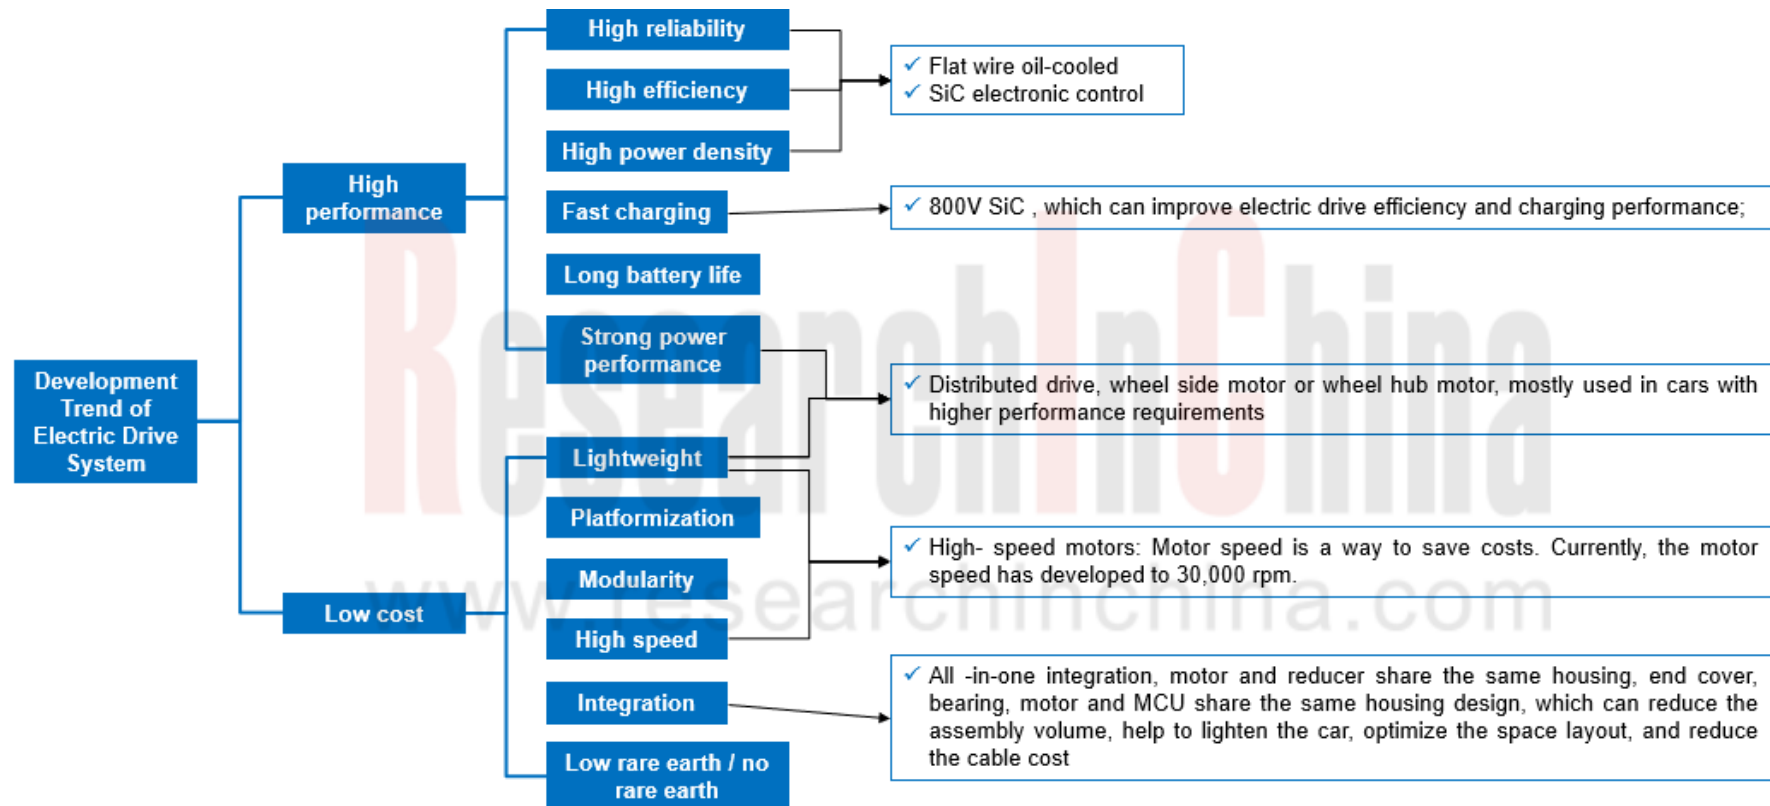 Development
Trend of
Electric Drive
System
High
performance
Low cost
High reliability
High efficiency
High power density
Fast charging
Long battery life
Strong power
performance
Lightweight
Platformization
Modularity
High speed
Integration
Low rare earth / no
rare earth
✓ Flat wire oil-cooled
✓ SiC electronic control
✓ 800V SiC , which can improve electric drive efficiency and charging performance;
✓ Distributed drive, wheel side motor or wheel hub motor, mostly used in cars with
higher performance requirements
✓ High- speed motors: Motor speed is a way to save costs. Currently, the motor
speed has developed to 30,000 rpm.
✓ All -in-one integration, motor and reducer share the same housing, end cover,
bearing, motor and MCU share the same housing design, which can reduce the
assembly volume, help to lighten the car, optimize the space layout, and reduce
the cable cost
ResearchInChina
www.researchinchina.com